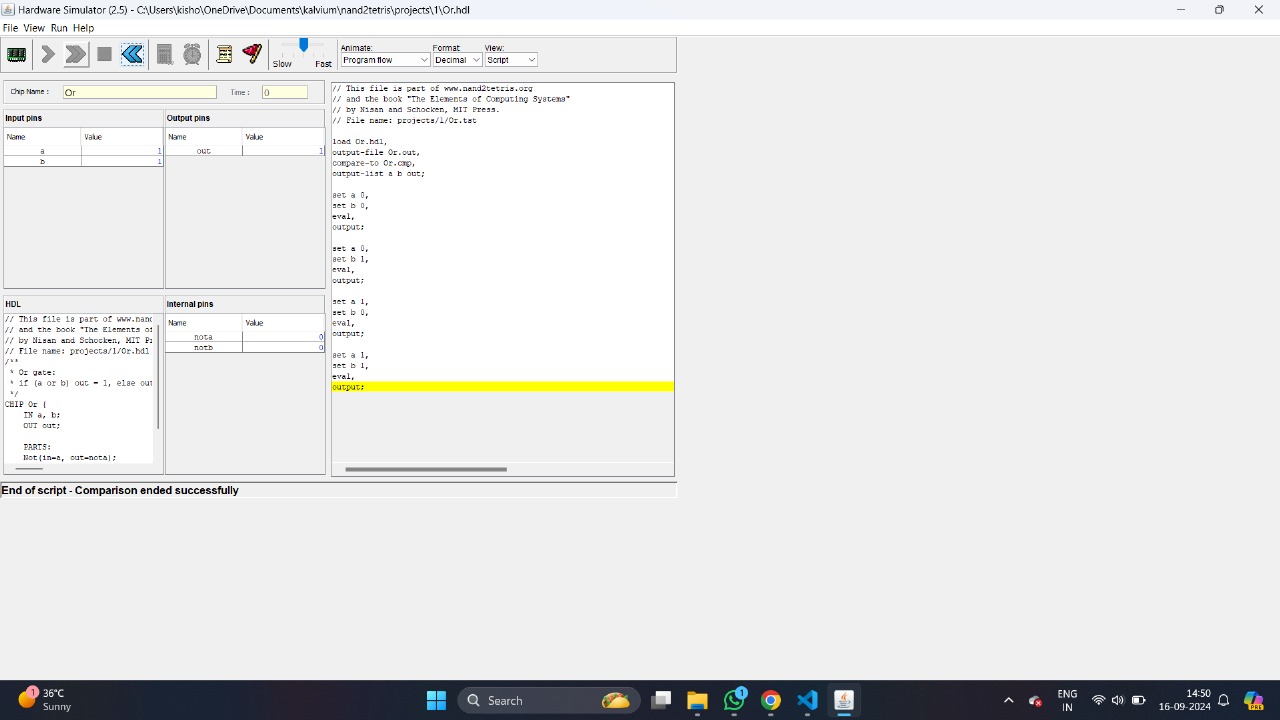 Hardware Simulator (2.5) - C:\Users\kisho\OneDrive\Documents\kalvium\nand2tetris\projects\1\Or.hdl
File View Run Help
Slow Fast
Animate: Format: View:
Program flow Decimal Script
Chip Name : Or Time : 0
Input pins
Name Value
a 1
b 1
Output pins
Name Value
out 1
HDL
// This file is part of www.nand
// and the book "The Elements of
// by Nisan and Schocken, MIT Pr
// File name: projects/1/Or.hdl
/**
* Or gate:
* if (a or b) out = 1, else out
*/
CHIP Or {
IN a, b;
OUT out;
PARTS:
Not(in=a, out=nota);
Internal pins
Name Value
nota 0
notb 0
// This file is part of www.nand2tetris.org
// and the book "The Elements of Computing Systems"
// by Nisan and Schocken, MIT Press.
// File name: projects/1/Or.tst
load Or.hdl,
output-file Or.out,
compare-to Or.cmp,
output-list a b out;
set a 0,
set b 0,
eval,
output;
set a 0,
set b 1,
eval,
output;
set a 1,
set b 0,
eval,
output;
set a 1,
set b 1,
eval,
output;
End of script - Comparison ended successfully
1
36°C
Sunny
Search
1
ENG
IN
14:50
16-09-2024
PRE